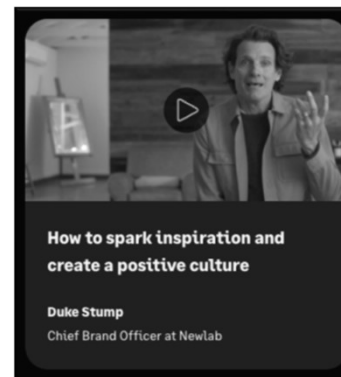 How to spark inspiration and
create a positive culture
Duke Stump
Chief Brand Officer at Newlab